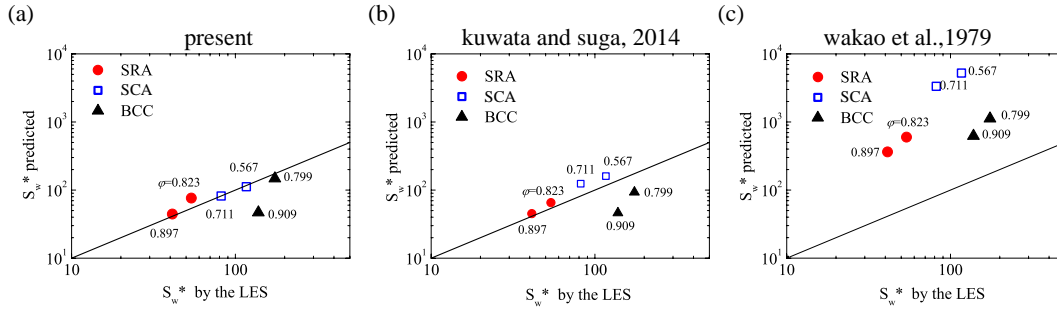 (a)
present
10^4
10^3
10^2
10^1
S_w* predicted
SRA
SCA
BCC
φ=0.823
0.567
0.799
0.711
0.909
0.897
10
100
S_w* by the LES
(b)
kuwata and suga, 2014
10^4
10^3
10^2
10^1
S_w* predicted
SRA
SCA
BCC
0.567
0.711
φ=0.823
0.799
0.909
0.897
10
100
S_w* by the LES
(c)
wakao et al.,1979
10^4
10^3
10^2
10^1
S_w* predicted
SRA
SCA
BCC
0.567
0.711
0.799
φ=0.823
0.909
0.897
10
100
S_w* by the LES